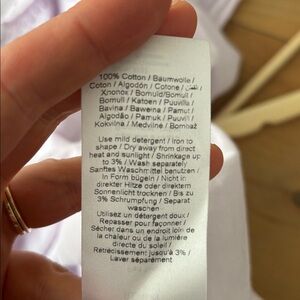 100% Cotton / Baumwolle /
Coton / Algodón / Cotone / قطن /
Xлопок / Bomuld/Bomull /
Bomull / Katoen / Puuvilla /
Bavlna / Bawełna / Pamut /
Algodão / Pamuk / Puuvill /
Kokvilna / Medvilnė / Bombaž
Use mild detergent / Iron to
shape / Dry away from direct
heat and sunlight / Shrinkage up
to 3% / Wash separately
Sanftes Waschmittel benutzen /
In Form bügeln / Nicht in
direkter Hitze oder direktem
Sonnenlicht trocknen / Bis zu
3% Schrumpfung / Separat
waschen
Utilisez un détergent doux /
Repasser pour façonner /
Sécher dans un endroit loin de
la chaleur ou de la lumière
directe du soleil /
Rétrécissement jusqu'à 3% /
Laver séparément